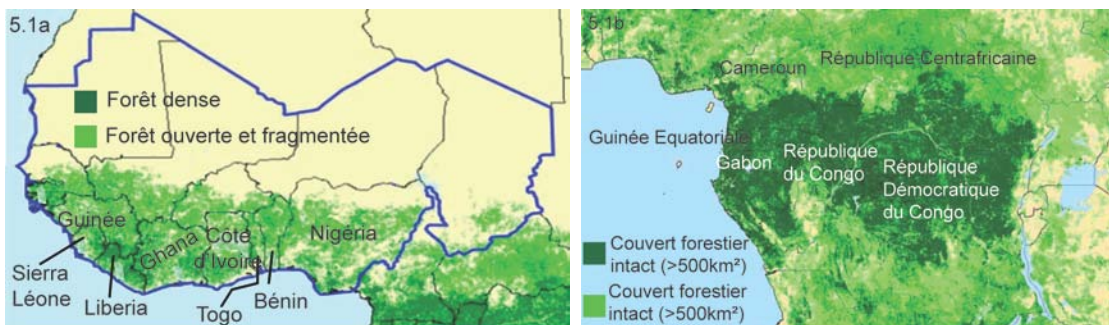 5.1a
Forêt dense
Forêt ouverte et fragmentée
Guinée
Ghana
Côte
d'Ivoire
Nigéria
Sierra
Léone
Liberia
Togo
Bénin
5.1b
Cameroun
République Centrafricaine
Guinée Equatoriale
Gabon
République
du Congo
République
Démocratique
du Congo
Couvert forestier
intact (>500km²)
Couvert forestier
intact (>500km²)